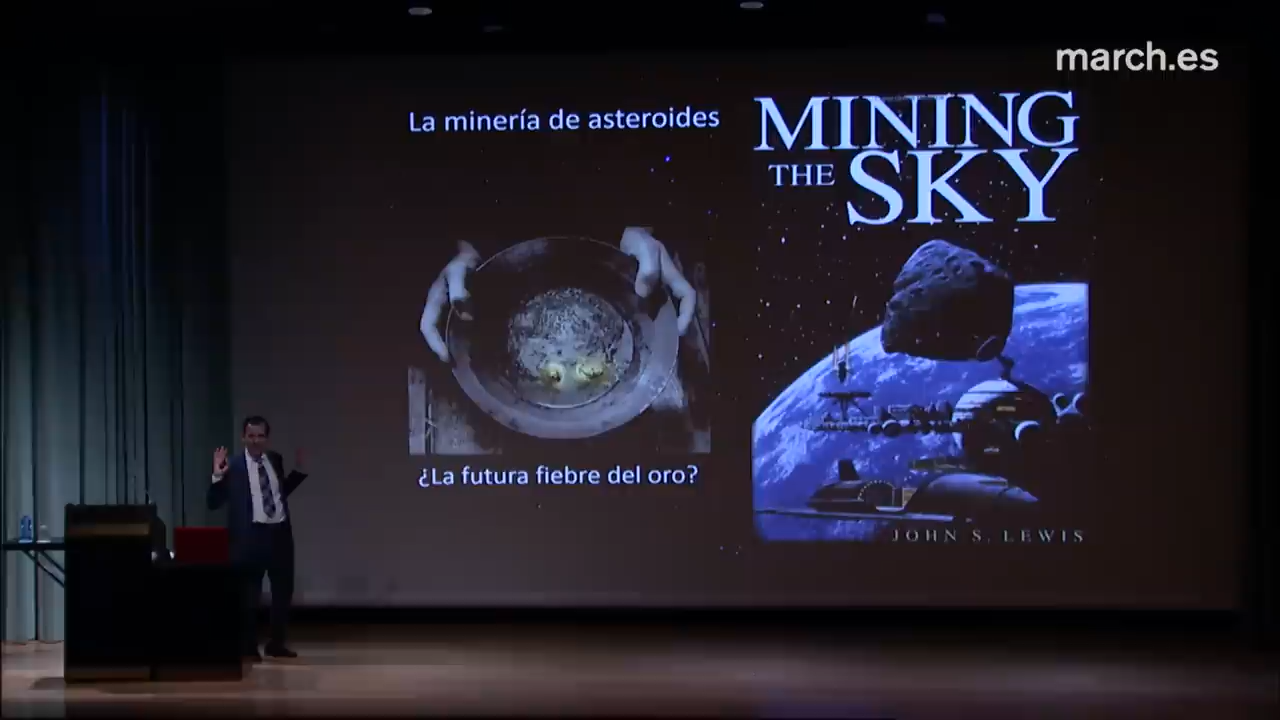 march.es
La minería de asteroides
¿La futura fiebre del oro?
MINING
THE SKY
JOHN S. LEWIS